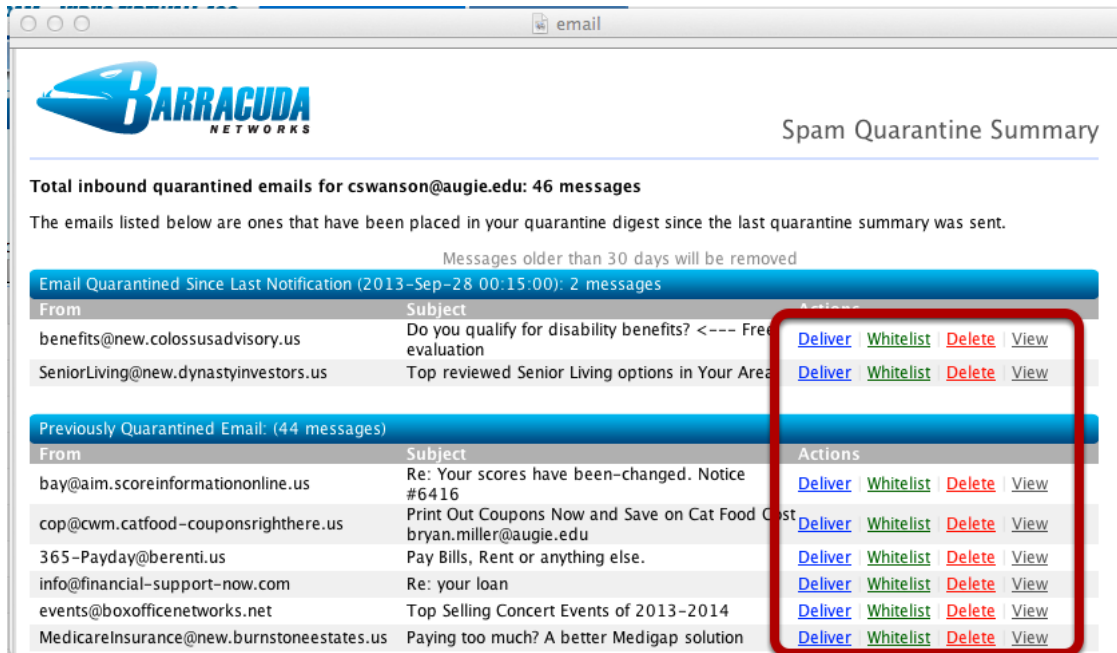 email
BARRACUDA
NETWORKS
Spam Quarantine Summary
Total inbound quarantined emails for cswanson@augie.edu: 46 messages
The emails listed below are ones that have been placed in your quarantine digest since the last quarantine summary was sent.
Messages older than 30 days will be removed
Email Quarantined Since Last Notification (2013-Sep-28 00:15:00): 2 messages
From Subject Actions
benefits@new.colossusadvisory.us Do you qualify for disability benefits? <--- Free evaluation Deliver | Whitelist | Delete | View
SeniorLiving@new.dynastyinvestors.us Top reviewed Senior Living options in Your Area Deliver | Whitelist | Delete | View
Previously Quarantined Email: (44 messages)
From Subject Actions
bay@aim.scoreinformationonline.us Re: Your scores have been-changed. Notice #6416 Deliver | Whitelist | Delete | View
cop@cwm.catfood-couponsrighthere.us Print Out Coupons Now and Save on Cat Food Cost bryan.miller@augie.edu Deliver | Whitelist | Delete | View
365-Payday@berenti.us Pay Bills, Rent or anything else. Deliver | Whitelist | Delete | View
info@financial-support-now.com Re: your loan Deliver | Whitelist | Delete | View
events@boxofficenetworks.net Top Selling Concert Events of 2013-2014 Deliver | Whitelist | Delete | View
MedicareInsurance@new.burnstoneestates.us Paying too much? A better Medigap solution Deliver | Whitelist | Delete | View